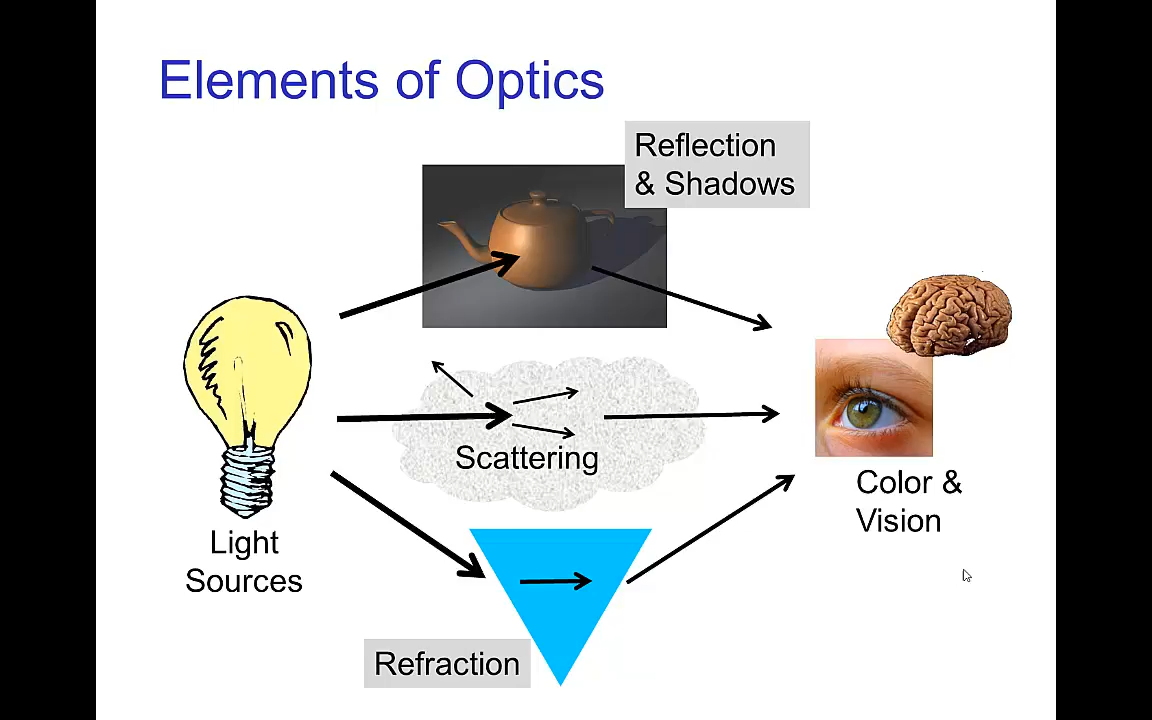 Elements of Optics
Reflection
& Shadows
Scattering
Color &
Vision
Light
Sources
Refraction